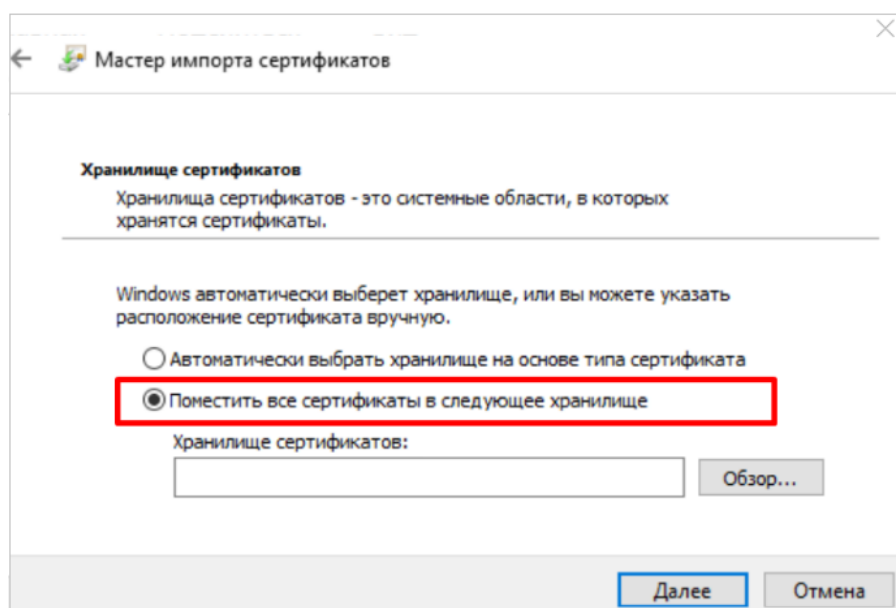 Мастер импорта сертификатов
Хранилище сертификатов
Хранилища сертификатов - это системные области, в которых
хранятся сертификаты.
Windows автоматически выберет хранилище, или вы можете указать
расположение сертификата вручную.
Автоматически выбрать хранилище на основе типа сертификата
Поместить все сертификаты в следующее хранилище
Хранилище сертификатов:
Обзор...
Далее
Отмена